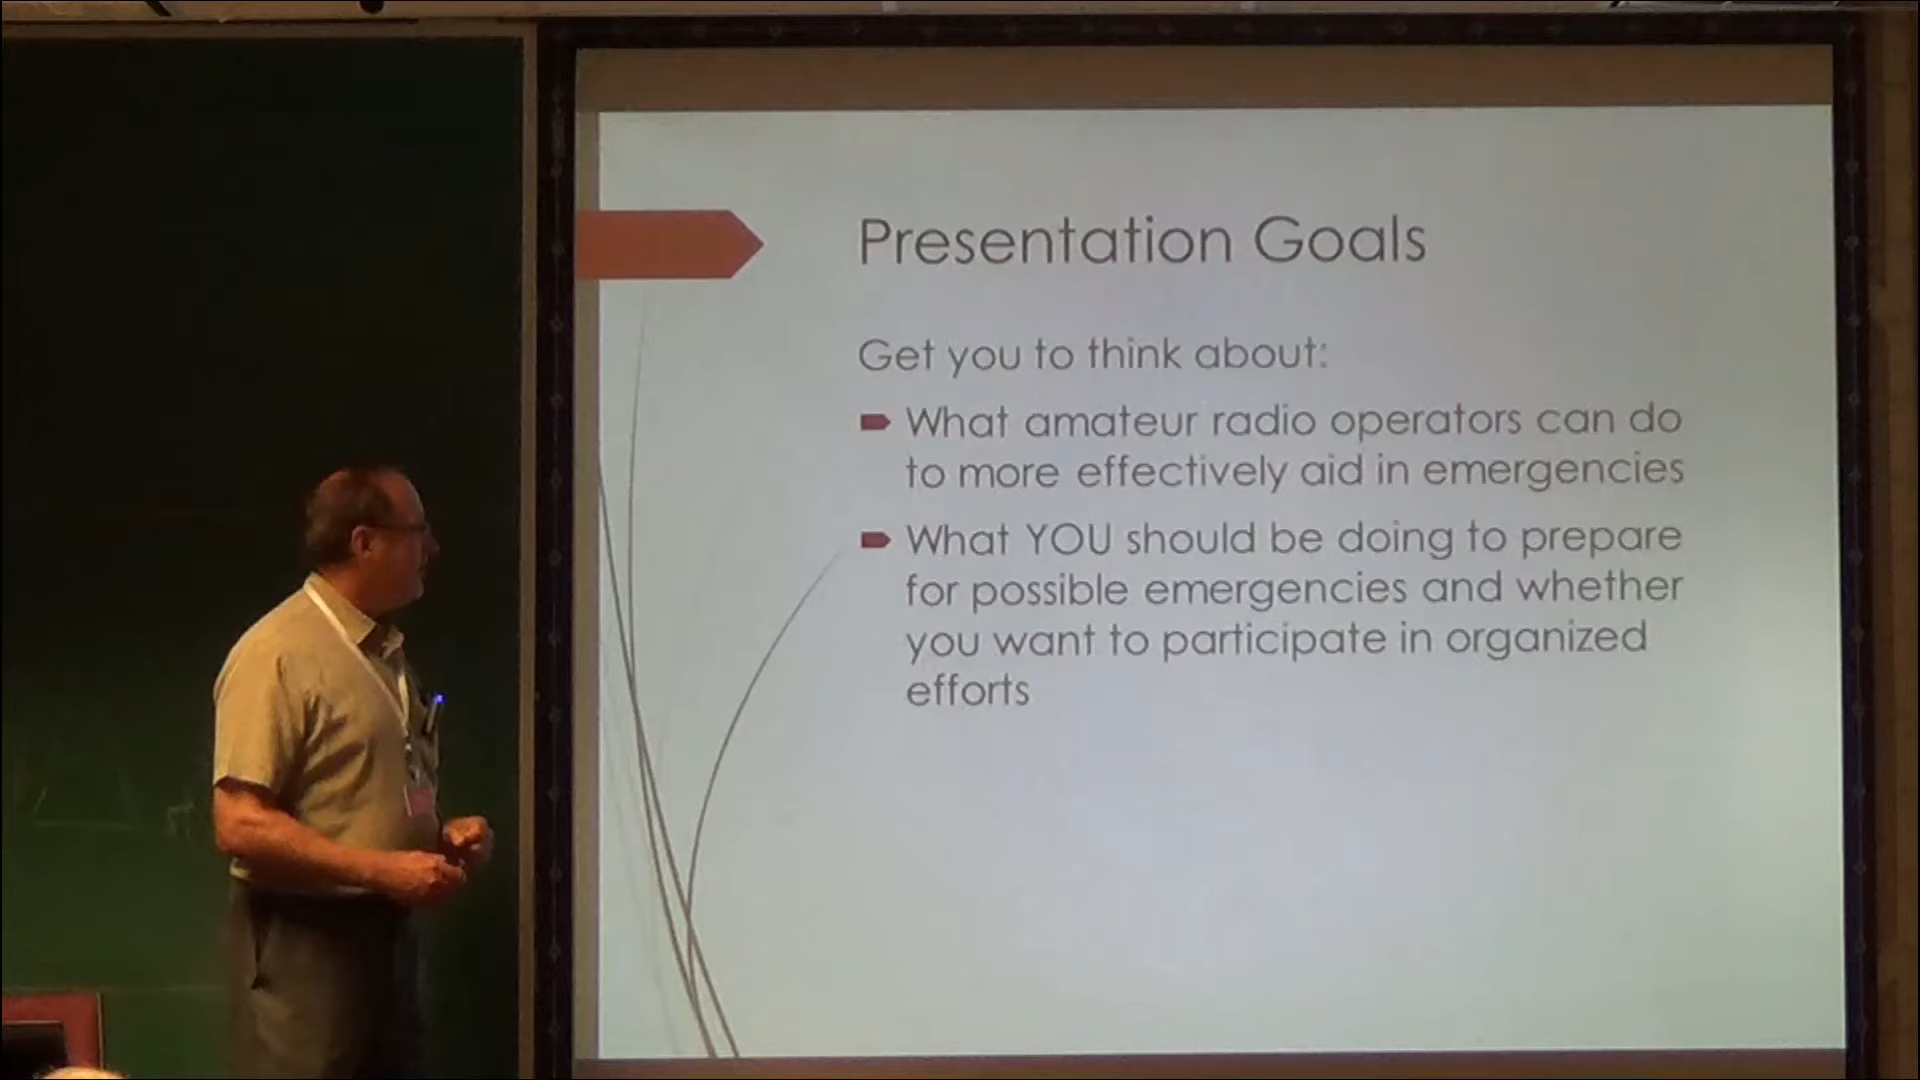 Presentation Goals
Get you to think about:
What amateur radio operators can do
to more effectively aid in emergencies
What YOU should be doing to prepare
for possible emergencies and whether
you want to participate in organized
efforts